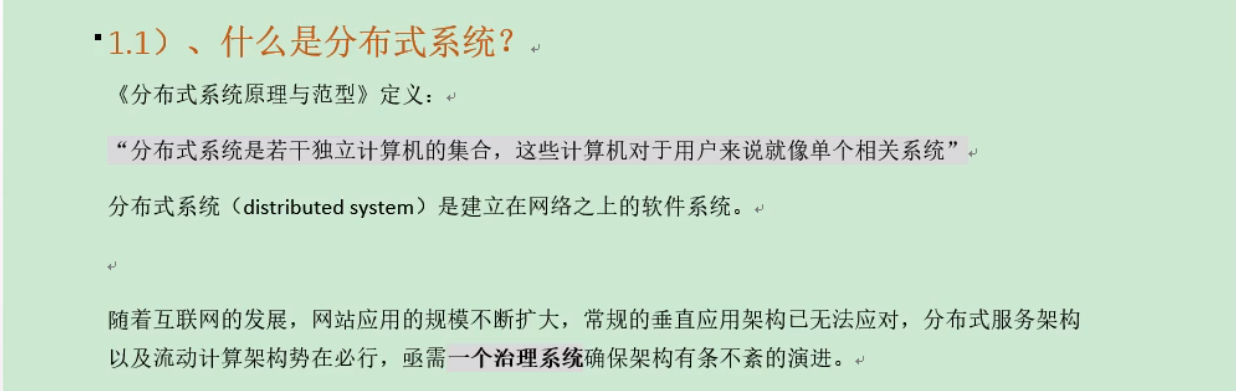 1.1）、什么是分布式系统？
《分布式系统原理与范型》定义：
“分布式系统是若干独立计算机的集合，这些计算机对于用户来说就像单个相关系统”
分布式系统（distributed system）是建立在网络之上的软件系统。
随着互联网的发展，网站应用的规模不断扩大，常规的垂直应用架构已无法应对，分布式服务架构
以及流动计算架构势在必行，亟需一个治理系统确保架构有条不紊的演进。